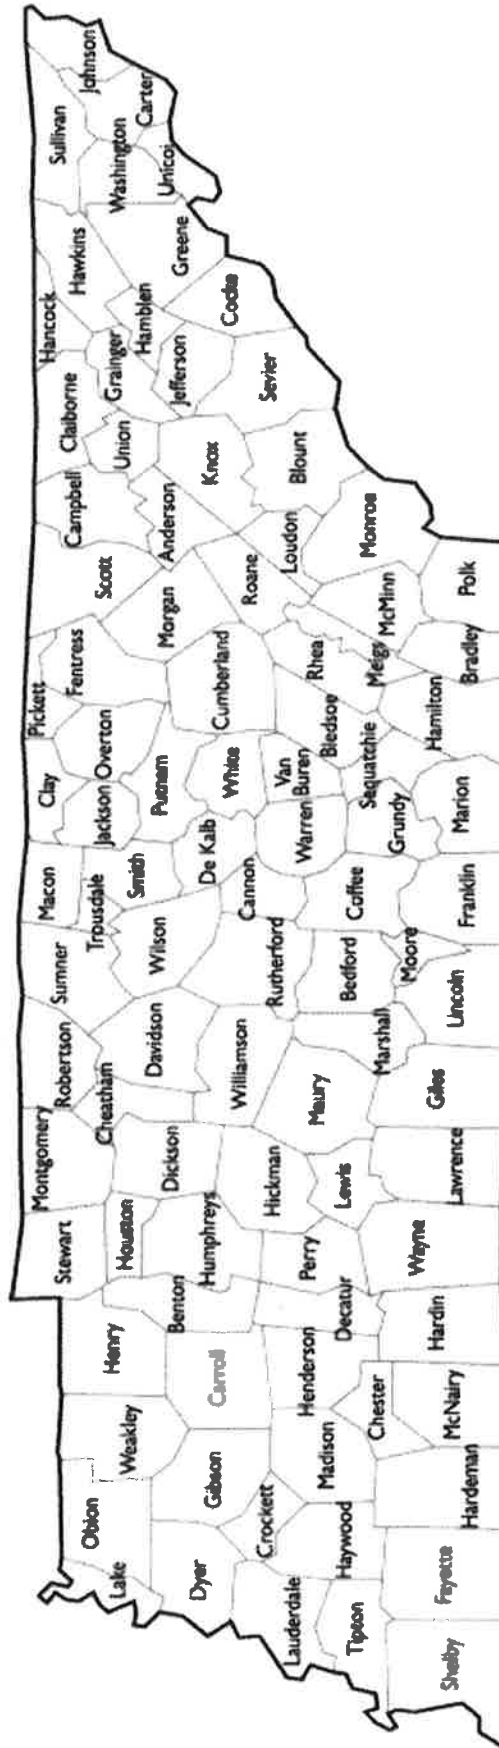 Lake
Obion
Weakley
Henry
Stewart
Montgomery
Robertson
Sumner
Macon
Clay
Pickett
Fentress
Scott
Campbell
Claiborne
Hancock
Hawkins
Sullivan
Johnson
Dyer
Gibson
Carroll
Benton
Houston
Humphreys
Dickson
Cheatham
Davidson
Trousdale
Wilson
Smith
Jackson
Overton
Putnam
Morgan
Anderson
Union
Grainger
Hamblen
Jefferson
Greene
Washington
Unicoi
Carter
Lauderdale
Crockett
Haywood
Madison
Henderson
Decatur
Perry
Hickman
Williamson
Rutherford
Cannon
De Kalb
White
Cumberland
Roane
Loudon
Knox
Blount
Sevier
Cocke
Tipton
Chester
Lewis
Maury
Marshall
Bedford
Coffee
Warren
Van
Buren
Grundy
Sequatchie
Bledsoe
Rhea
Meigs
McMinn
Monroe
Shelby
Fayette
Hardeman
McNairy
Hardin
Wayne
Lawrence
Giles
Lincoln
Moore
Franklin
Marion
Hamilton
Bradley
Polk